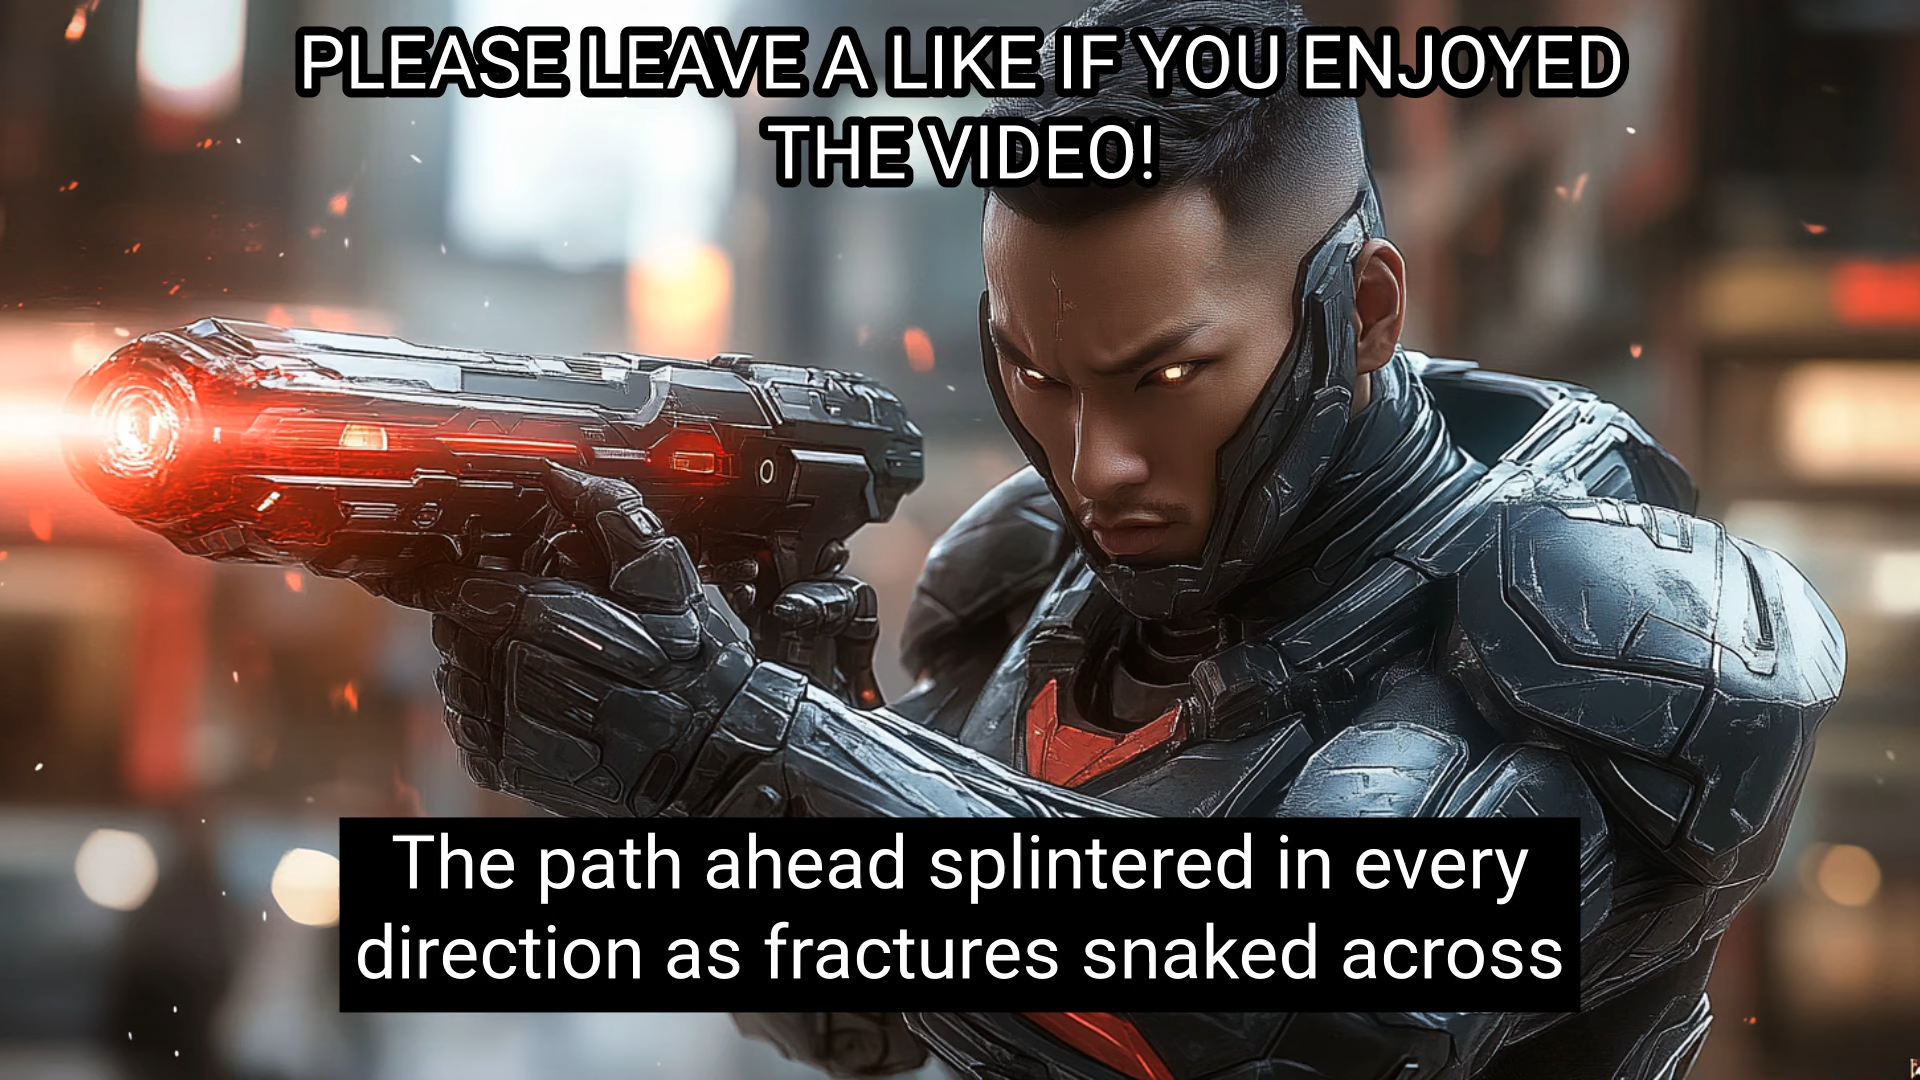 PLEASE LEAVE A LIKE IF YOU ENJOYED
THE VIDEO!
The path ahead splintered in every
direction as fractures snaked across